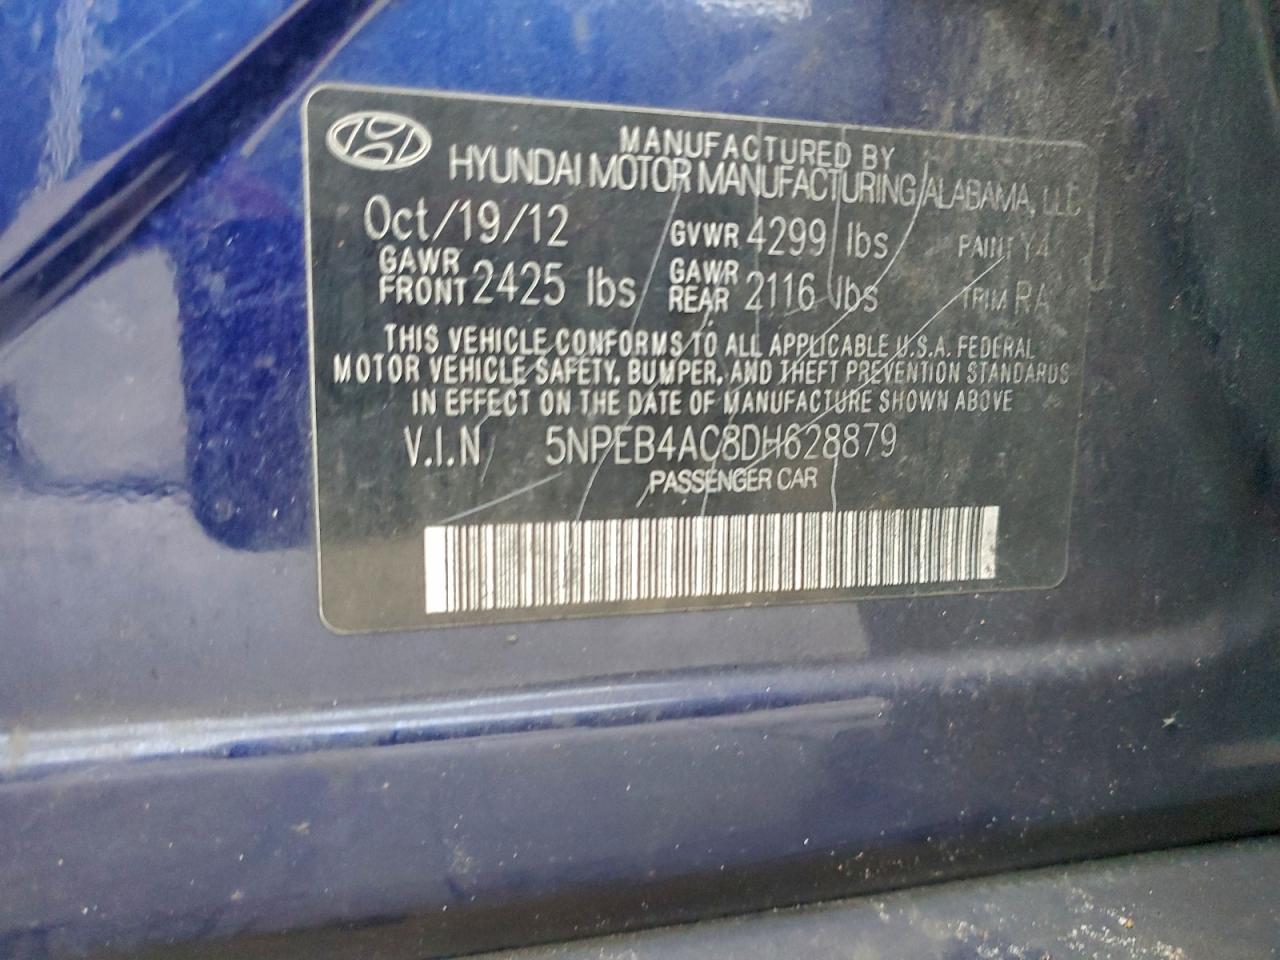 MANUFACTURED BY
HYUNDAI MOTOR MANUFACTURING ALABAMA, LLC
Oct/19/12 GVWR 4299 lbs PAINT Y4
GAWR FRONT 2425 lbs GAWR REAR 2116 lbs TRIM RA
THIS VEHICLE CONFORMS TO ALL APPLICABLE U.S.A. FEDERAL
MOTOR VEHICLE SAFETY, BUMPER, AND THEFT PREVENTION STANDARDS
IN EFFECT ON THE DATE OF MANUFACTURE SHOWN ABOVE
V.I.N 5NPEB4AC8DH628879
PASSENGER CAR